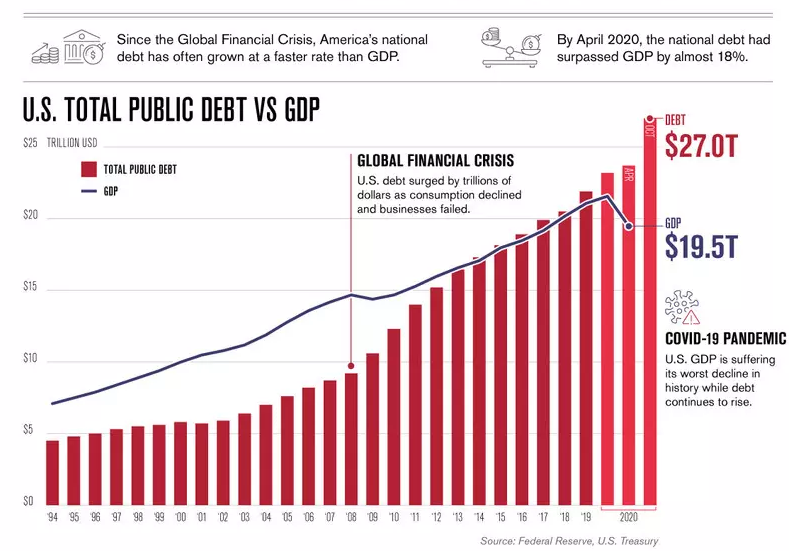 Since the Global Financial Crisis, America's national
debt has often grown at a faster rate than GDP.
By April 2020, the national debt had
surpassed GDP by almost 18%.
U.S. TOTAL PUBLIC DEBT VS GDP
$25 TRILLION USD
TOTAL PUBLIC DEBT
GDP
GLOBAL FINANCIAL CRISIS
U.S. debt surged by trillions of
dollars as consumption declined
and businesses failed.
$20
$15
$10
$5
$0
APR
OCT
DEBT
$27.0T
GDP
$19.5T
COVID-19 PANDEMIC
U.S. GDP is suffering
its worst decline in
history while debt
continues to rise.
'94 '95 '96 '97 '98 '99 '00 '01 '02 '03 '04 '05 '06 '07 '08 '09 '10 '11 '12 '13 '14 '15 '16 '17 '18 '19 2020
Source: Federal Reserve, U.S. Treasury